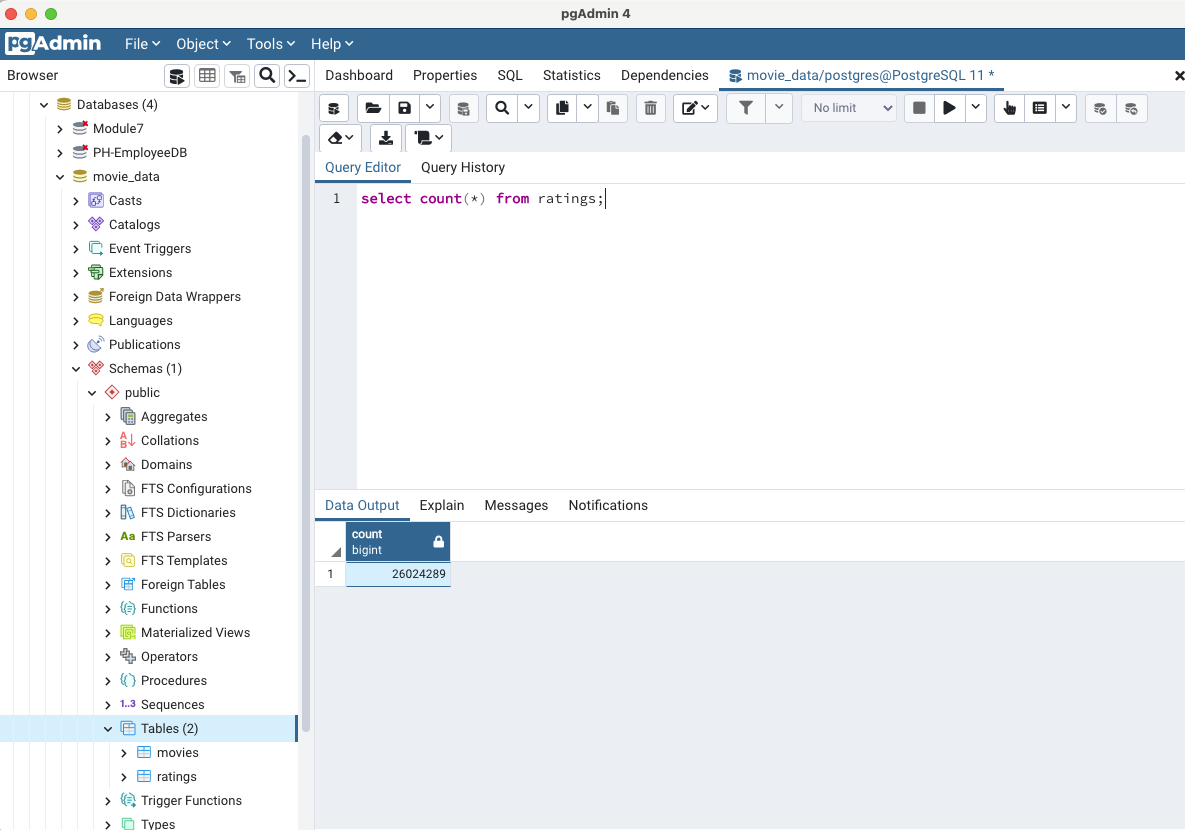 pgAdmin 4
pgAdmin File Object Tools Help
Browser
Dashboard Properties SQL Statistics Dependencies movie_data/postgres@PostgreSQL 11 *
Databases (4)
Module7
PH-EmployeeDB
movie_data
Casts
Catalogs
Event Triggers
Extensions
Foreign Data Wrappers
Languages
Publications
Schemas (1)
public
Aggregates
Collations
Domains
FTS Configurations
FTS Dictionaries
Aa FTS Parsers
FTS Templates
Foreign Tables
Functions
Materialized Views
Operators
Procedures
1..3 Sequences
Tables (2)
movies
ratings
Trigger Functions
Types
No limit
Query Editor Query History
1 select count(*) from ratings;
Data Output Explain Messages Notifications
count
bigint
1 26024289